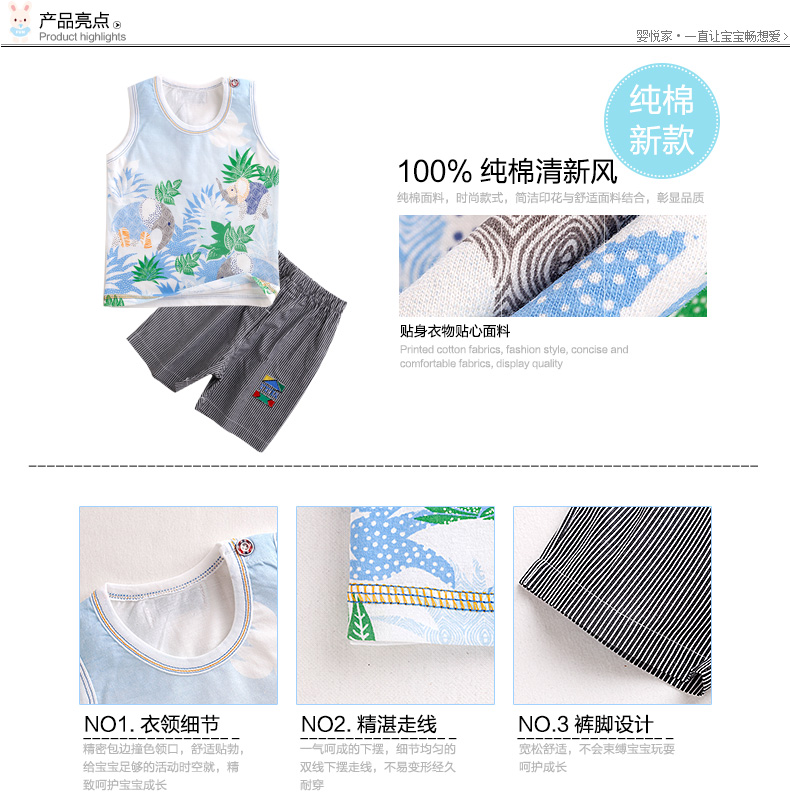 产品亮点
Product highlights
婴悦家•一直让宝宝畅想爱
纯棉
新款
100% 纯棉清新风
纯棉面料，时尚款式，简洁印花与舒适面料结合，彰显品质
贴身衣物贴心面料
Printed cotton fabrics, fashion style, concise and
comfortable fabrics, display quality
NO1. 衣领细节
精密包边撞色领口，舒适贴勃，
给宝宝足够的活动时空就，精
致呵护宝宝成长
NO2. 精湛走线
一气呵成的下摆，细节均匀的
双线下摆走线，不易变形经久
耐穿
NO.3 裤脚设计
宽松舒适，不会束缚宝宝玩耍
呵护成长